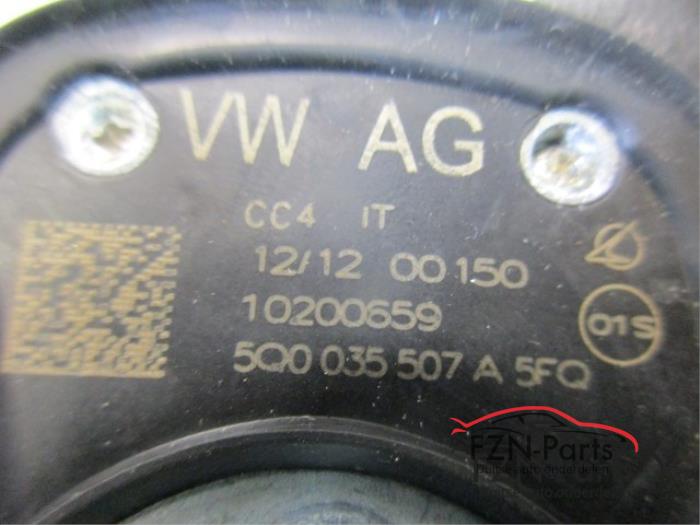 VW AG
CC4 IT
12/12 00150
10200659
01S
5Q0 035 507 A 5FQ
FZN-Parts